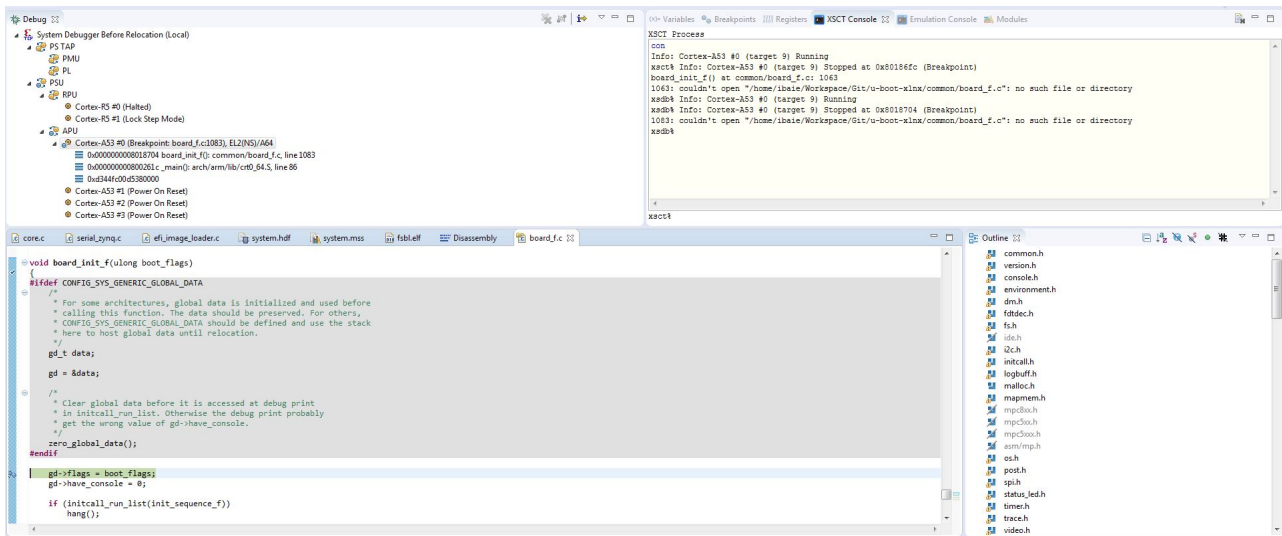 Debug
System Debugger Before Relocation (Local)
PS TAP
PMU
PL
PSU
RPU
Cortex-R5 #0 (Halted)
Cortex-R5 #1 (Lock Step Mode)
APU
Cortex-A53 #0 (Breakpoint: board_f.c:1083), EL2(NS)/A64
0x0000000008018704 board_init_f(): common/board_f.c, line 1083
0x000000000800261c _main(): arch/arm/lib/crt0_64.S, line 86
0xd344fc00d5380000
Cortex-A53 #1 (Power On Reset)
Cortex-A53 #2 (Power On Reset)
Cortex-A53 #3 (Power On Reset)
(x)= Variables Breakpoints Registers XSCT Console Emulation Console Modules
XSCT Process
con
Info: Cortex-A53 #0 (target 9) Running
xsct% Info: Cortex-A53 #0 (target 9) Stopped at 0x80186fc (Breakpoint)
board_init_f() at common/board_f.c: 1063
1063: couldn't open "/home/ibaie/Workspace/Git/u-boot-xlnx/common/board_f.c": no such file or directory
xsdb% Info: Cortex-A53 #0 (target 9) Running
xsdb% Info: Cortex-A53 #0 (target 9) Stopped at 0x8018704 (Breakpoint)
1083: couldn't open "/home/ibaie/Workspace/Git/u-boot-xlnx/common/board_f.c": no such file or directory
xsdb%
xsct%
core.c serial_zynq.c efi_image_loader.c system.hdf system.mss fsbl.elf Disassembly board_f.c
void board_init_f(ulong boot_flags)
{
#ifdef CONFIG_SYS_GENERIC_GLOBAL_DATA
/*
* For some architectures, global data is initialized and used before
* calling this function. The data should be preserved. For others,
* CONFIG_SYS_GENERIC_GLOBAL_DATA should be defined and use the stack
* here to host global data until relocation.
*/
gd_t data;
gd = &data;
/*
* Clear global data before it is accessed at debug print
* in initcall_run_list. Otherwise the debug print probably
* get the wrong value of gd->have_console.
*/
zero_global_data();
#endif
gd->flags = boot_flags;
gd->have_console = 0;
if (initcall_run_list(init_sequence_f))
hang();
Outline
common.h
version.h
console.h
environment.h
dm.h
fdtdec.h
fs.h
ide.h
i2c.h
initcall.h
logbuff.h
malloc.h
mapmem.h
mpc8xx.h
mpc5xx.h
mpc5xxx.h
asm/mp.h
os.h
post.h
spi.h
status_led.h
timer.h
trace.h
video.h